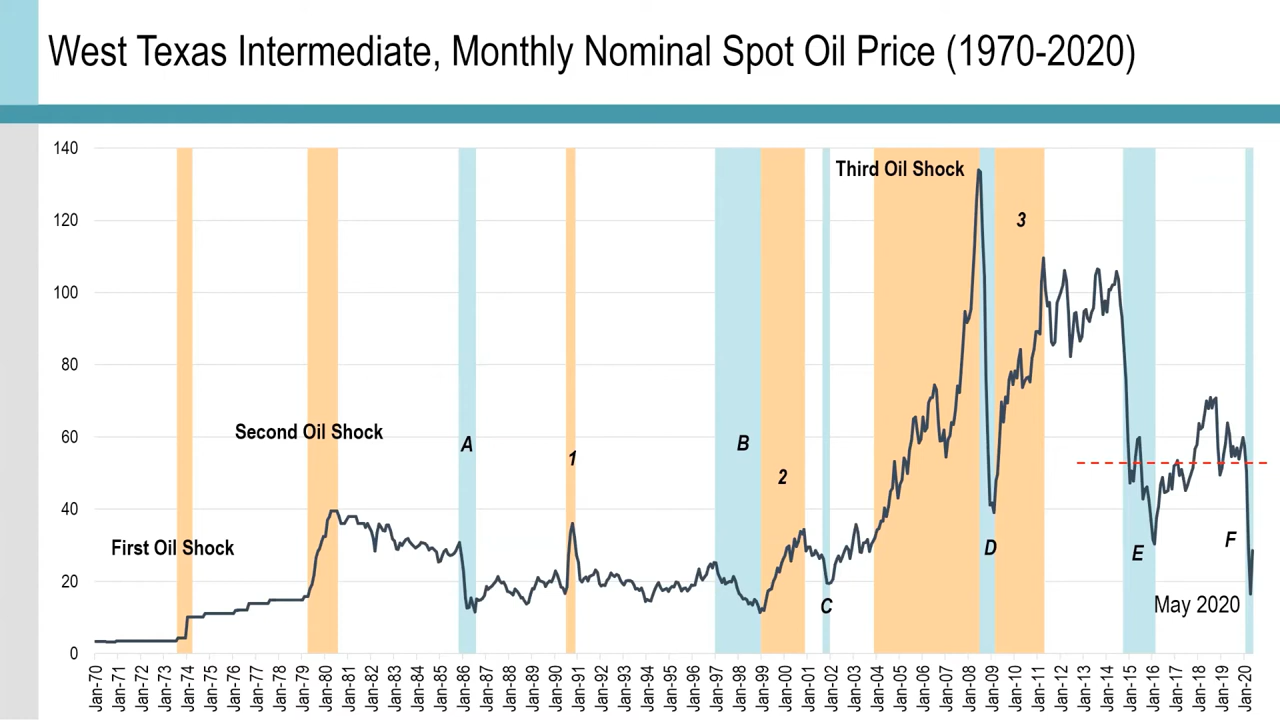 West Texas Intermediate, Monthly Nominal Spot Oil Price (1970-2020)
140
120
100
80
60
40
20
0
Third Oil Shock
3
Second Oil Shock
A
1
B
2
First Oil Shock
D
E
F
C
May 2020
Jan-70
Jan-71
Jan-72
Jan-73
Jan-74
Jan-75
Jan-76
Jan-77
Jan-78
Jan-79
Jan-80
Jan-81
Jan-82
Jan-83
Jan-84
Jan-85
Jan-86
Jan-87
Jan-88
Jan-89
Jan-90
Jan-91
Jan-92
Jan-93
Jan-94
Jan-95
Jan-96
Jan-97
Jan-98
Jan-99
Jan-00
Jan-01
Jan-02
Jan-03
Jan-04
Jan-05
Jan-06
Jan-07
Jan-08
Jan-09
Jan-10
Jan-11
Jan-12
Jan-13
Jan-14
Jan-15
Jan-16
Jan-17
Jan-18
Jan-19
Jan-20